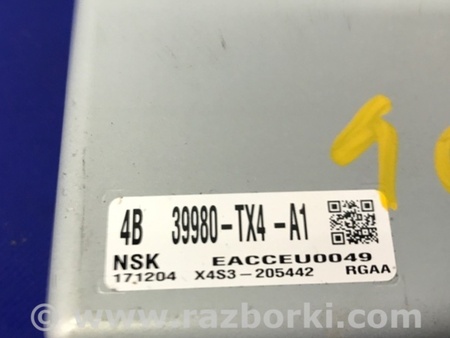 4B 39980-TX4-A1
NSK EACCEU0049
171204 X4S3-205442 RGAA
© www.razborki.com